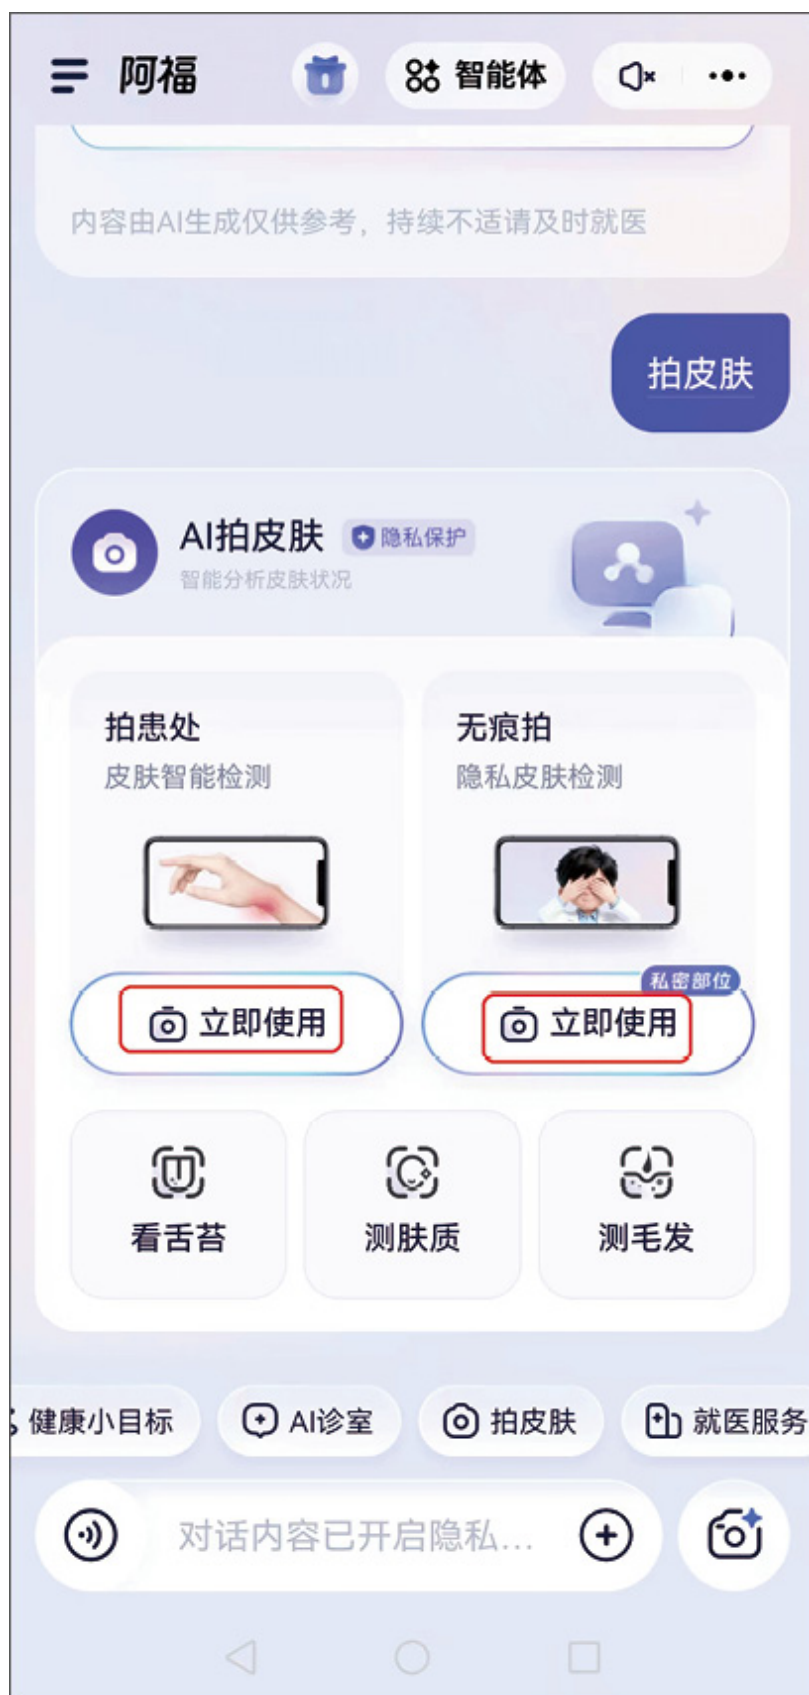 阿福
智能体
内容由AI生成仅供参考，持续不适请及时就医
拍皮肤
AI拍皮肤
隐私保护
智能分析皮肤状况
拍患处
皮肤智能检测
无痕拍
隐私皮肤检测
立即使用
私密部位
立即使用
看舌苔
测肤质
测毛发
健康小目标
AI诊室
拍皮肤
就医服务
对话内容已开启隐私...